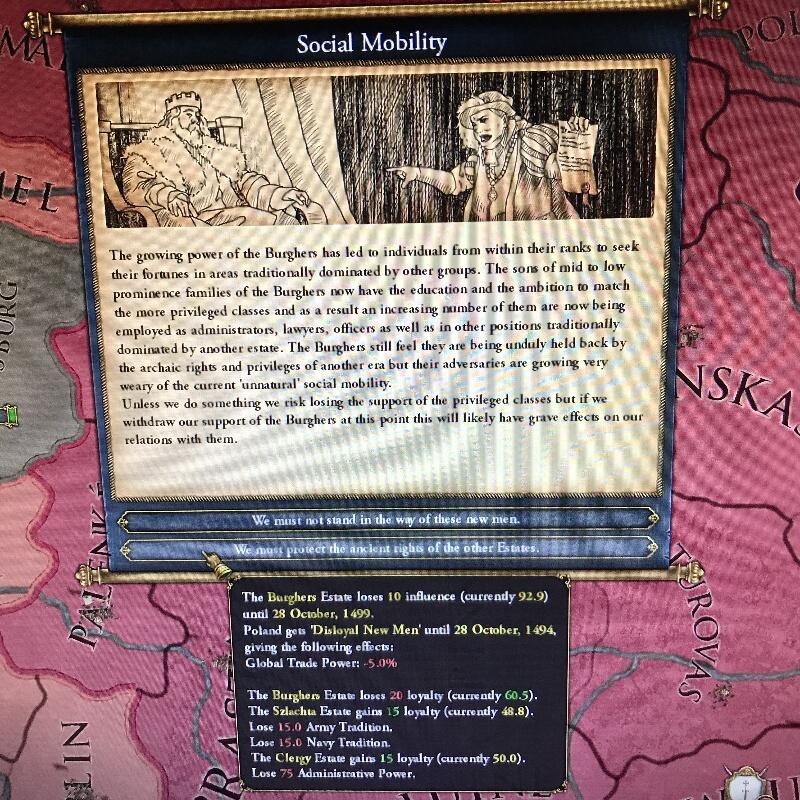 Social Mobility
POL
EL
The growing power of the Burghers has led to individuals from within their ranks to seek
their fortunes in areas traditionally dominated by other groups. The sons of mid to low
prominence families of the Burghers now have the education and the ambition to match
the more privileged classes and as a result an increasing number of them are now being
employed as administrators, lawyers, officers as well as in other positions traditionally
dominated by another estate. The Burghers still feel they are being unduly held back by
the archaic rights and privileges of another era but their adversaries are growing very
weary of the current 'unnatural' social mobility.
Unless we do something we risk losing the support of the privileged classes but if we
withdraw our support of the Burghers at this point this will likely have grave effects on our
relations with them.
SBURG
NSKAS
We must not stand in the way of these new men.
We must protect the ancient rights of the other Estates.
TUROVAS
The Burghers Estate loses 10 influence (currently 92.9)
until 28 October, 1499.
Poland gets 'Disloyal New Men' until 28 October, 1494,
giving the following effects:
Global Trade Power: -5.0%
The Burghers Estate loses 20 loyalty (currently 60.5).
The Szlachta Estate gains 15 loyalty (currently 48.8).
Lose 15.0 Army Tradition.
Lose 15.0 Navy Tradition.
The Clergy Estate gains 15 loyalty (currently 50.0).
Lose 75 Administrative Power.
LIN